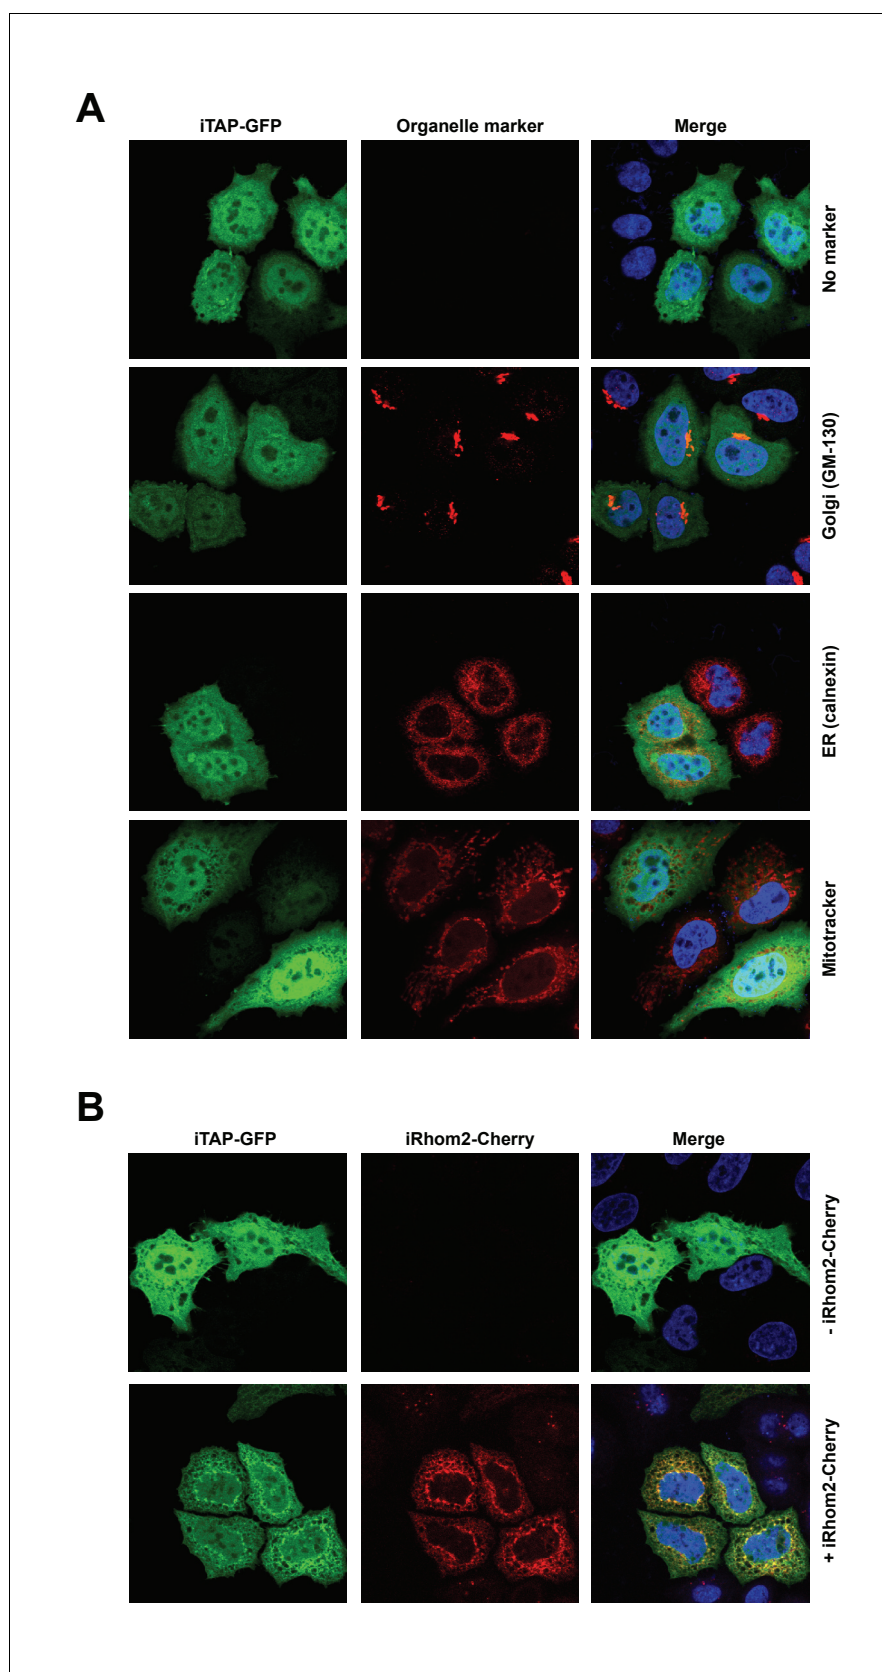 A
iTAP-GFP Organelle marker Merge
No marker
Golgi (GM-130)
ER (calnexin)
Mitotracker
B
iTAP-GFP iRhom2-Cherry Merge
- iRhom2-Cherry
+ iRhom2-Cherry